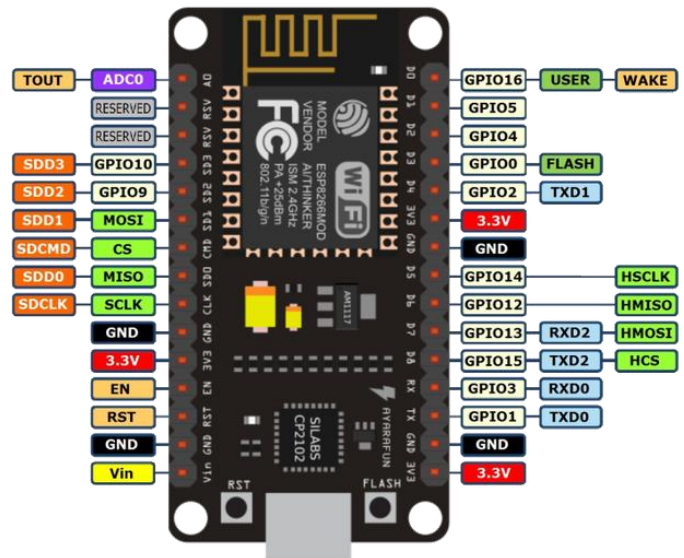 TOUT ADC0 A0 D0 GPIO16 USER WAKE
RESERVED RSV D1 GPIO5
RESERVED RSV D2 GPIO4
SDD3 GPIO10 SD3 D3 GPIO0 FLASH
SDD2 GPIO9 SD2 D4 GPIO2 TXD1
SDD1 MOSI SD1 3V3 3.3V
SDCMD CS CMD GND GND
SDD0 MISO SD0 D5 GPIO14 HSCLK
SDCLK SCLK CLK D6 GPIO12 HMISO
GND GND D7 GPIO13 RXD2 HMOSI
3.3V 3V3 D8 GPIO15 TXD2 HCS
EN EN RX GPIO3 RXD0
RST RST TX GPIO1 TXD0
GND GND GND GND
Vin Vin 3V3 3.3V
MODEL ESP8266MOD
VENDOR AI/THINKER
ISM 2.4GHz
PA +25dBm
802.11b/g/n
FC
Wi Fi
AM1117
SILABS
CP2102
AYARAFUN
RST
FLASH